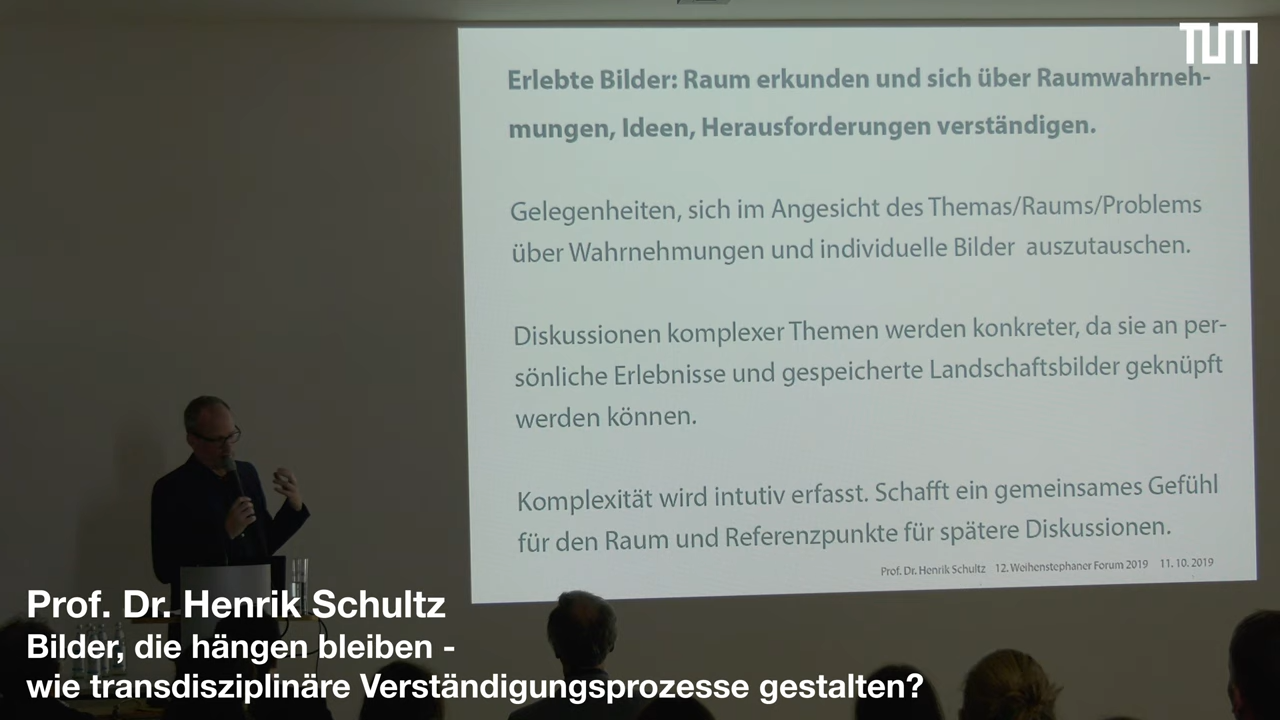 TUM
Erlebte Bilder: Raum erkunden und sich über Raumwahrneh-
mungen, Ideen, Herausforderungen verständigen.
Gelegenheiten, sich im Angesicht des Themas/Raums/Problems
über Wahrnehmungen und individuelle Bilder auszutauschen.
Diskussionen komplexer Themen werden konkreter, da sie an per-
sönliche Erlebnisse und gespeicherte Landschaftsbilder geknüpft
werden können.
Komplexität wird intutiv erfasst. Schafft ein gemeinsames Gefühl
für den Raum und Referenzpunkte für spätere Diskussionen.
Prof. Dr. Henrik Schultz 12. Weihenstephaner Forum 2019 11. 10. 2019
Prof. Dr. Henrik Schultz
Bilder, die hängen bleiben -
wie transdisziplinäre Verständigungsprozesse gestalten?